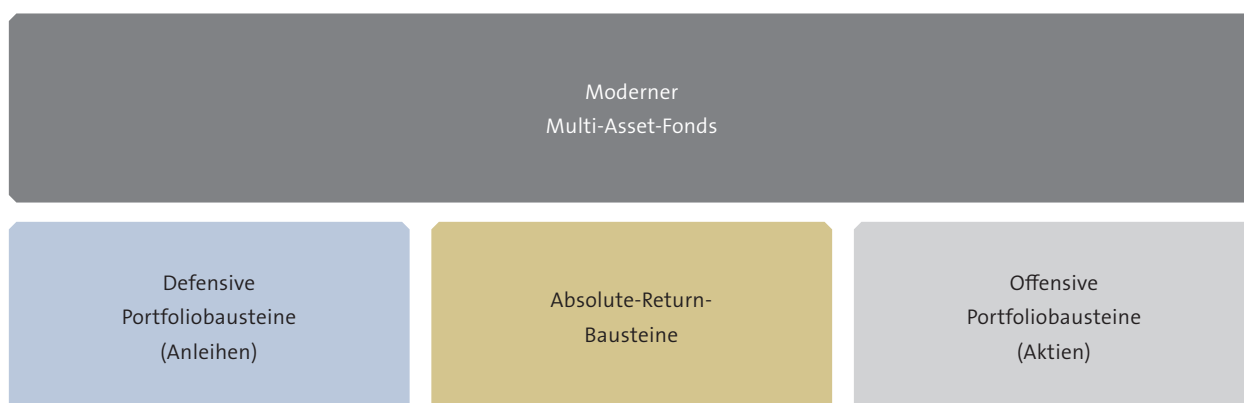 Moderner
Multi-Asset-Fonds
Defensive
Portfoliobausteine
(Anleihen)
Absolute-Return-
Bausteine
Offensive
Portfoliobausteine
(Aktien)